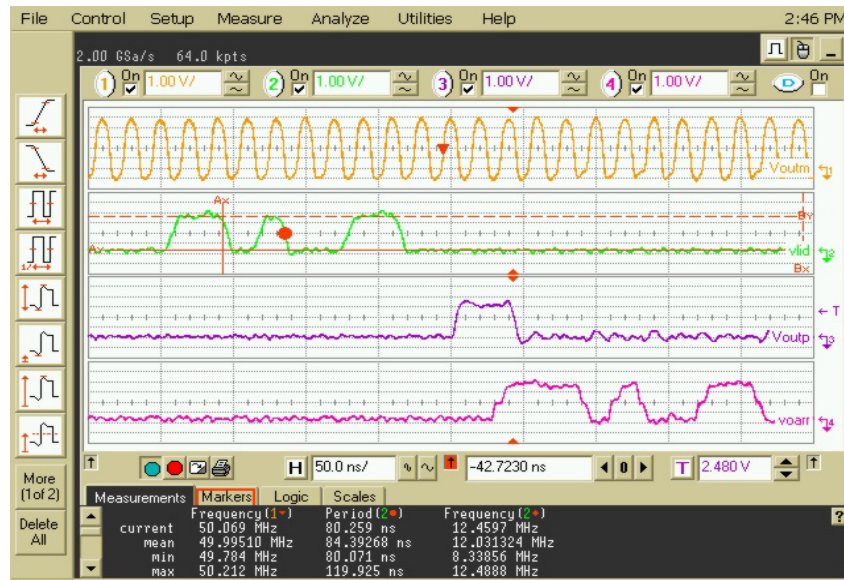 File Control Setup Measure Analyze Utilities Help 2:46 PM
2.00 GSa/s 64.0 kpts
1 On 1.00 V/ 2 On 1.00 V/ 3 On 1.00 V/ 4 On 1.00 V/ D On
Voutm 1
Ax
By
Ax vlid 2
Bx
T
Voutp 3
voarr 4
H 50.0 ns/ -42.7230 ns 0 T 2.480 V
More
(1 of 2)
Delete
All
Measurements Markers Logic Scales
Frequency(1) Period(2) Frequency(2) ?
current 50.069 MHz 80.259 ns 12.4597 MHz
mean 49.99510 MHz 84.39268 ns 12.031324 MHz
min 49.784 MHz 80.071 ns 8.33856 MHz
max 50.212 MHz 119.925 ns 12.4888 MHz